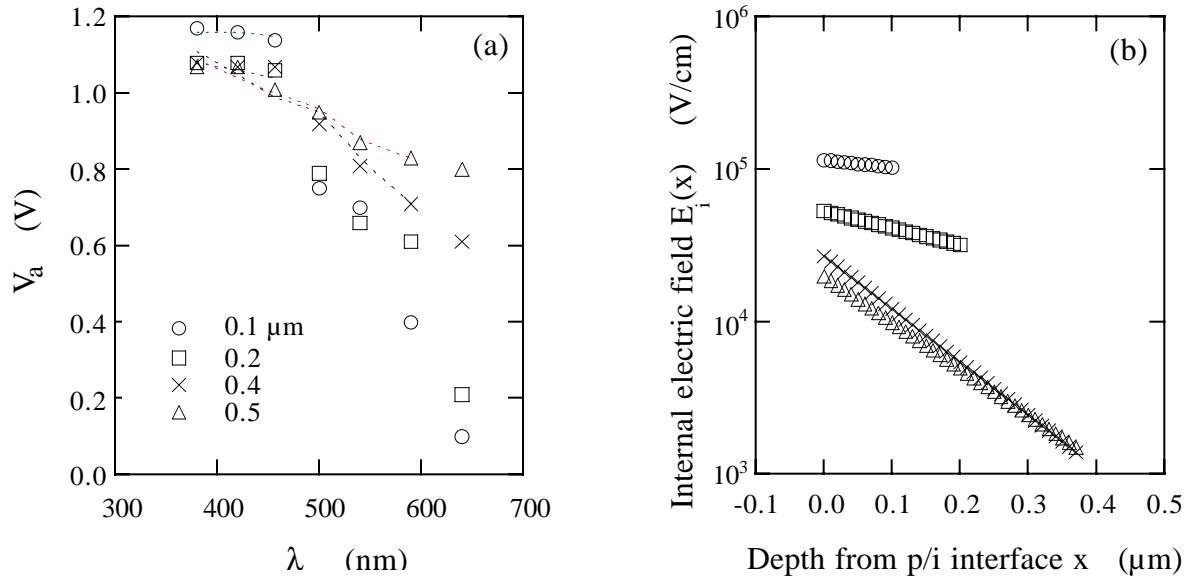 1.2
1.0
0.8
0.6
0.4
0.2
0.0
V_a (V)
(a)
0.1 µm
0.2
0.4
0.5
300 400 500 600 700
λ (nm)
10^6
10^5
10^4
10^3
Internal electric field E_i(x) (V/cm)
(b)
-0.1 0.0 0.1 0.2 0.3 0.4 0.5
Depth from p/i interface x (µm)